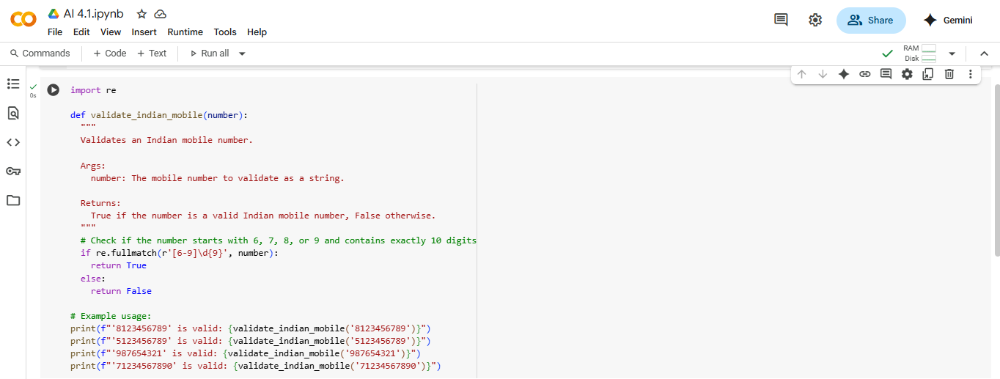 AI 4.1.ipynb
File Edit View Insert Runtime Tools Help
Share
Gemini
Commands + Code + Text Run all
RAM
Disk
0s
import re
def validate_indian_mobile(number):
"""
Validates an Indian mobile number.
Args:
number: The mobile number to validate as a string.
Returns:
True if the number is a valid Indian mobile number, False otherwise.
"""
# Check if the number starts with 6, 7, 8, or 9 and contains exactly 10 digits
if re.fullmatch(r'[6-9]\d{9}', number):
return True
else:
return False
# Example usage:
print(f"'8123456789' is valid: {validate_indian_mobile('8123456789')}")
print(f"'5123456789' is valid: {validate_indian_mobile('5123456789')}")
print(f"'987654321' is valid: {validate_indian_mobile('987654321')}")
print(f"'71234567890' is valid: {validate_indian_mobile('71234567890')}")